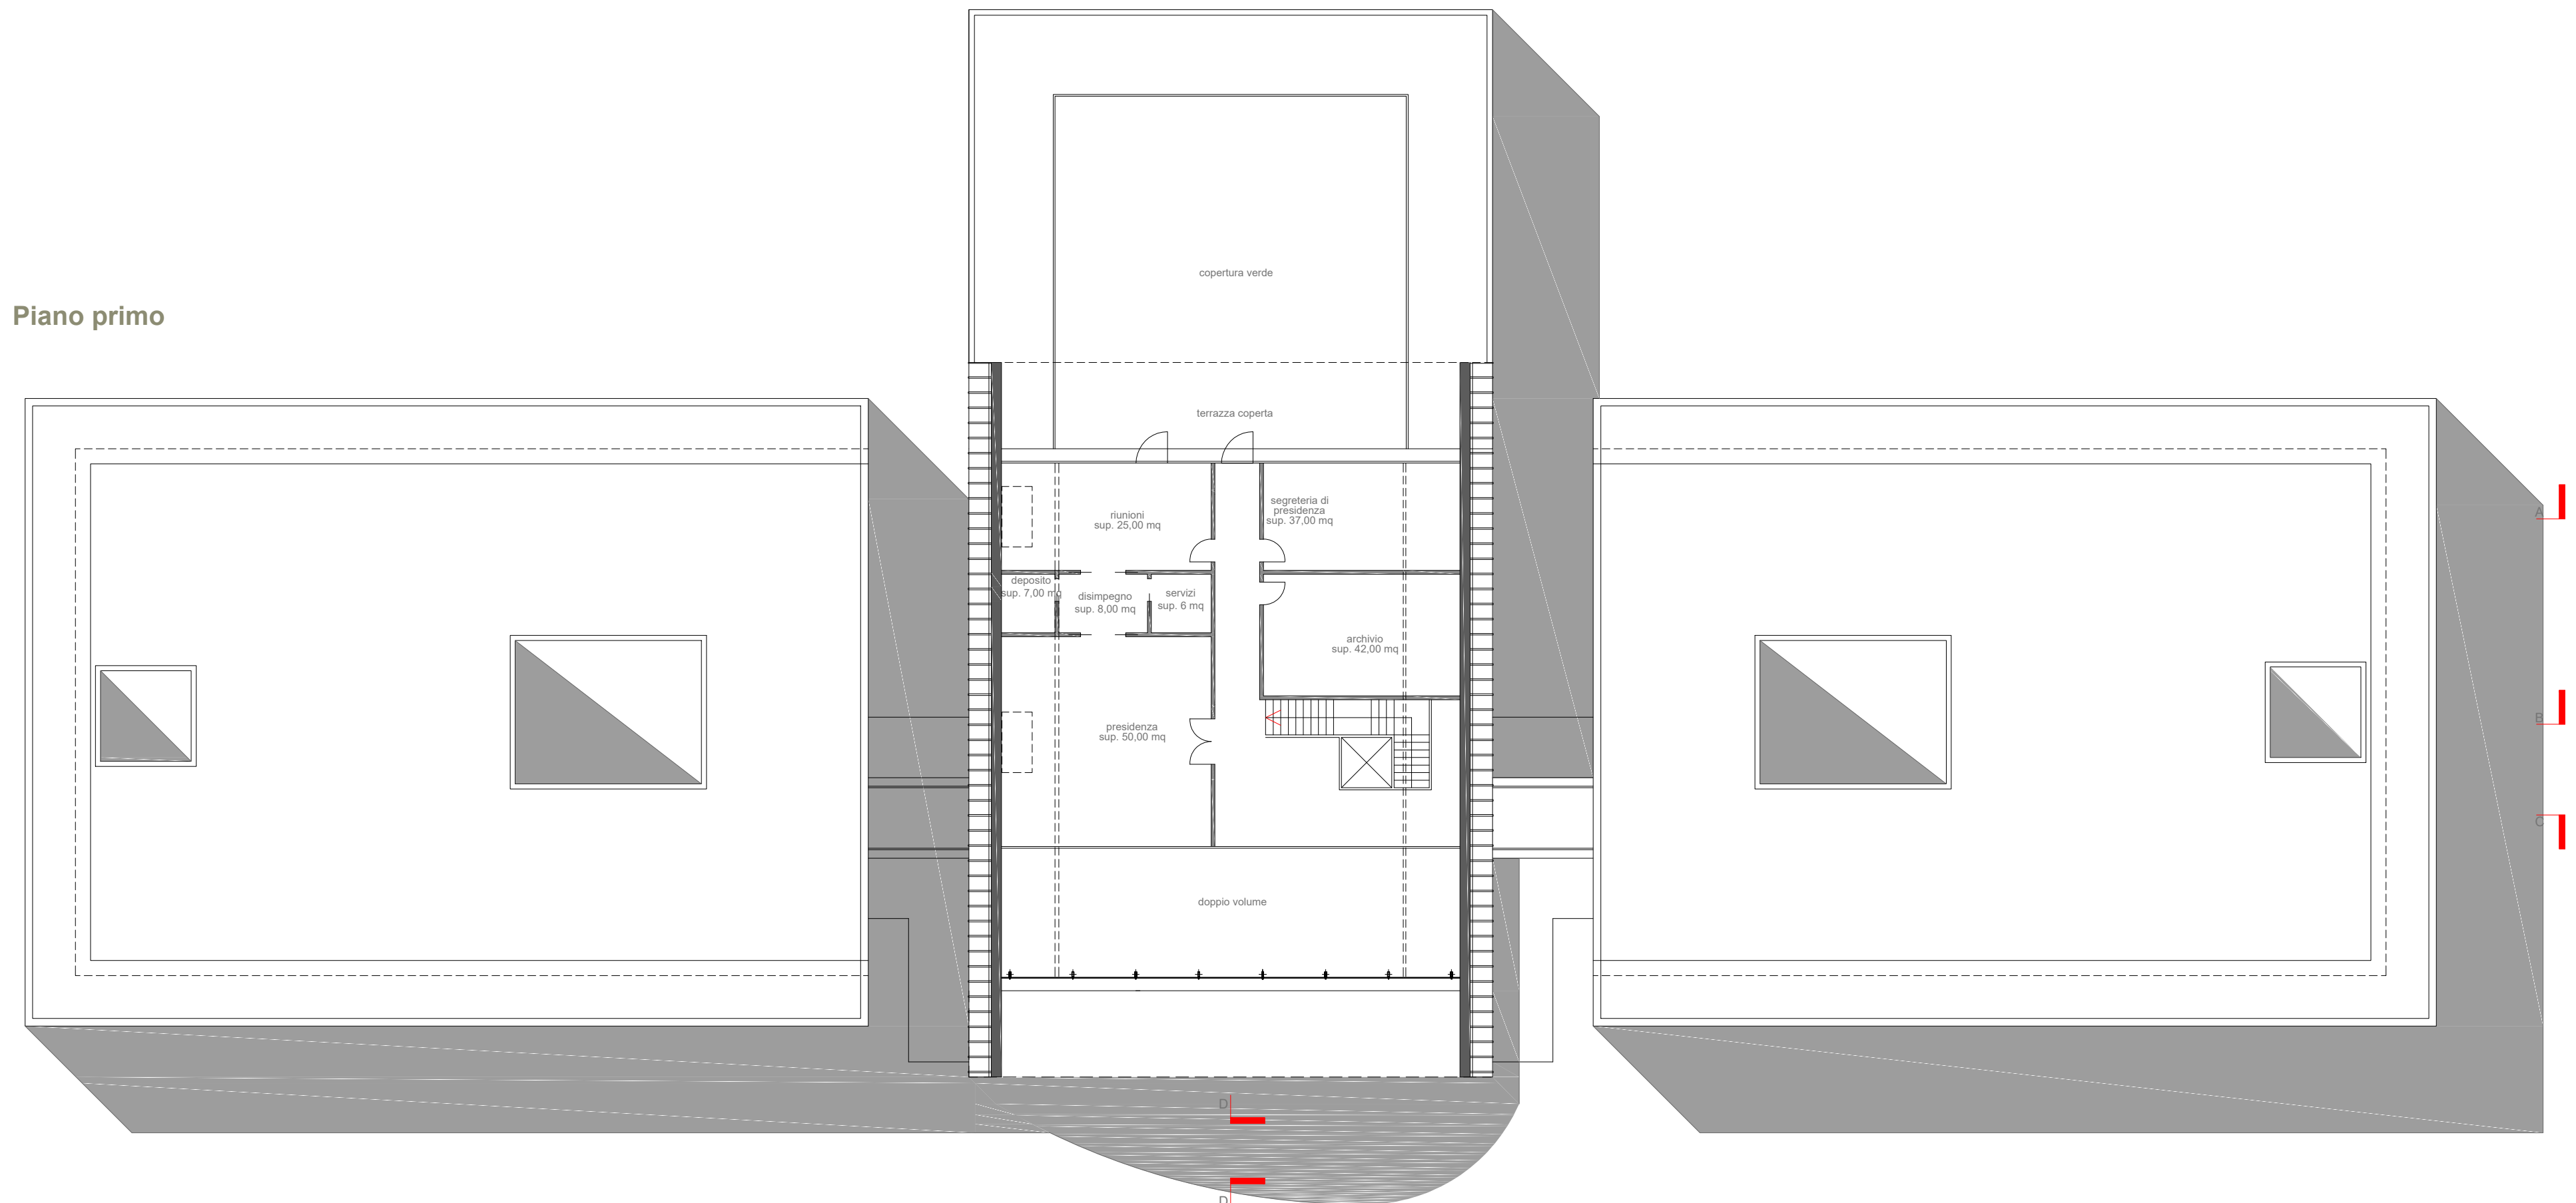 copertura verde
Piano primo
terrazza coperta
riunioni
sup. 25,00 mq
segreteria di
presidenza
sup. 37,00 mq
deposito
sup. 7,00 mq
disimpegno
sup. 8,00 mq
servizi
sup. 6 mq
archivio
sup. 42,00 mq
presidenza
sup. 50,00 mq
doppio volume
A
B
C
D
D